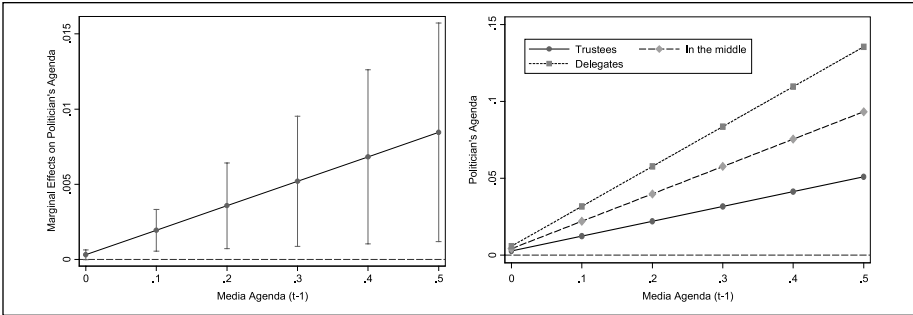 Marginal Effects on Politician's Agenda
.015
.01
.005
0
0 .1 .2 .3 .4 .5
Media Agenda (t-1)
Politician's Agenda
.15
.1
.05
0
Trustees In the middle
Delegates
0 .1 .2 .3 .4 .5
Media Agenda (t-1)